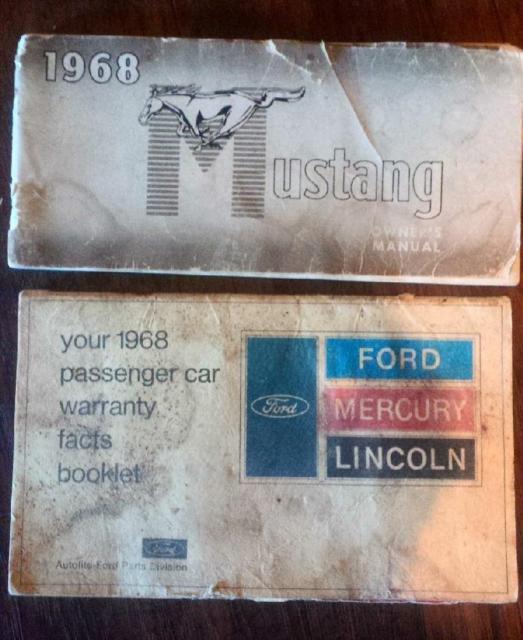 1968
Mustang
OWNER'S
MANUAL
your 1968
passenger car
warranty
facts
booklet
Ford
FORD
MERCURY
LINCOLN
Ford
Autolite-Ford Parts Division